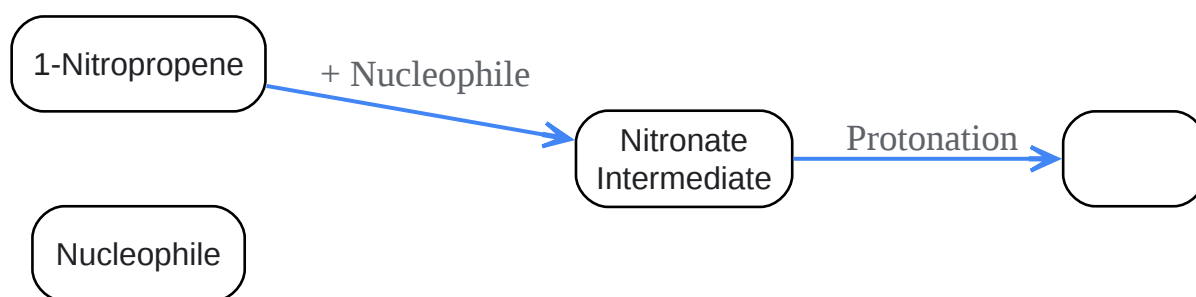 1-Nitropropene
+ Nucleophile
Nitronate
Intermediate
Protonation
Nucleophile